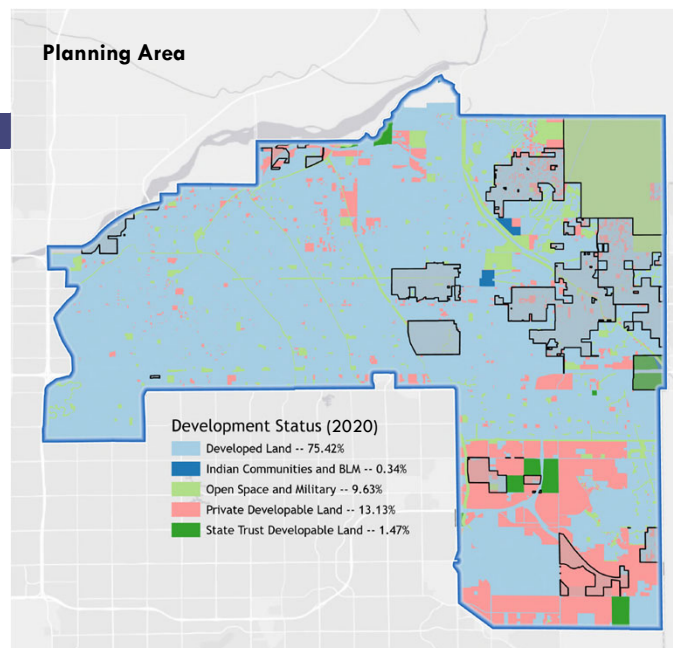 Planning Area
Development Status (2020)
Developed Land -- 75.42%
Indian Communities and BLM -- 0.34%
Open Space and Military -- 9.63%
Private Developable Land -- 13.13%
State Trust Developable Land -- 1.47%